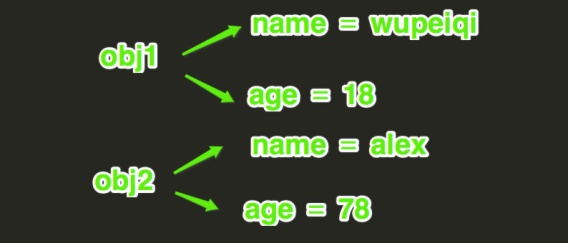 name = wupeiqi
obj1
age = 18
name = alex
obj2
age = 78